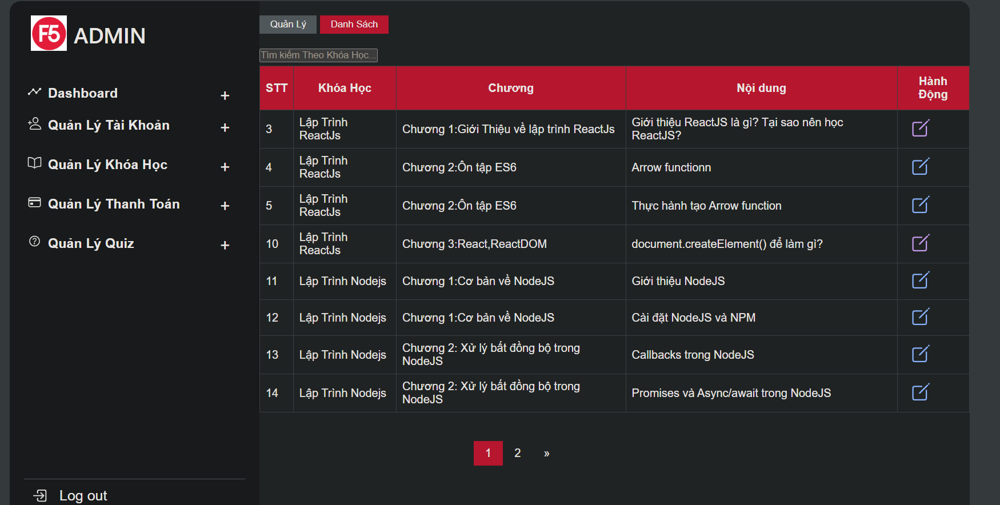 F5 ADMIN
Dashboard +
Quản Lý Tài Khoản +
Quản Lý Khóa Học +
Quản Lý Thanh Toán +
Quản Lý Quiz +
Log out
Quản Lý Danh Sách
Tìm kiếm Theo Khóa Học...
STT Khóa Học Chương Nội dung Hành
Động
3 Lập Trình
ReactJs Chương 1:Giới Thiệu về lập trình ReactJs Giới thiệu ReactJS là gì? Tại sao nên học
ReactJS?
4 Lập Trình
ReactJs Chương 2:Ôn tập ES6 Arrow functionn
5 Lập Trình
ReactJs Chương 2:Ôn tập ES6 Thực hành tạo Arrow function
10 Lập Trình
ReactJs Chương 3:React,ReactDOM document.createElement() để làm gì?
11 Lập Trình Nodejs Chương 1:Cơ bản về NodeJS Giới thiệu NodeJS
12 Lập Trình Nodejs Chương 1:Cơ bản về NodeJS Cài đặt NodeJS và NPM
13 Lập Trình Nodejs Chương 2: Xử lý bất đồng bộ trong
NodeJS Callbacks trong NodeJS
14 Lập Trình Nodejs Chương 2: Xử lý bất đồng bộ trong
NodeJS Promises và Async/await trong NodeJS
1 2 »